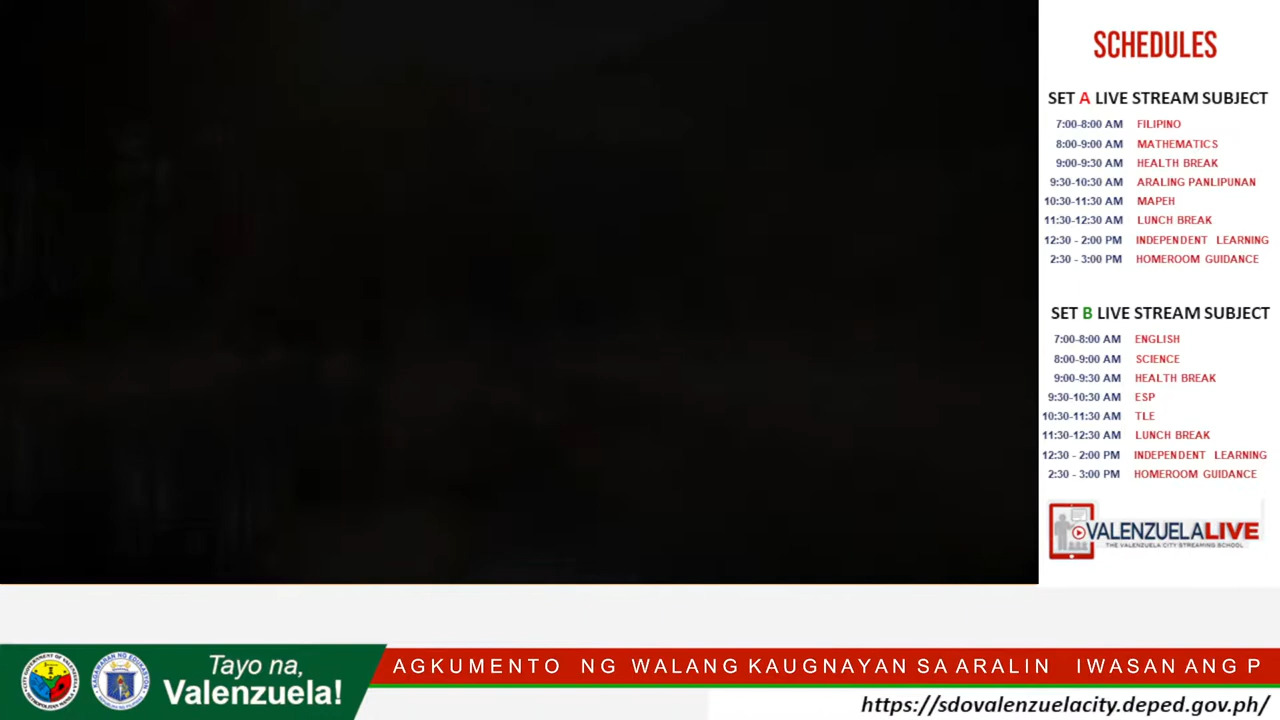 SCHEDULES
SET A LIVE STREAM SUBJECT
7:00-8:00 AM FILIPINO
8:00-9:00 AM MATHEMATICS
9:00-9:30 AM HEALTH BREAK
9:30-10:30 AM ARALING PANLIPUNAN
10:30-11:30 AM MAPEH
11:30-12:30 AM LUNCH BREAK
12:30 - 2:00 PM INDEPENDENT LEARNING
2:30 - 3:00 PM HOMEROOM GUIDANCE
SET B LIVE STREAM SUBJECT
7:00-8:00 AM ENGLISH
8:00-9:00 AM SCIENCE
9:00-9:30 AM HEALTH BREAK
9:30-10:30 AM ESP
10:30-11:30 AM TLE
11:30-12:30 AM LUNCH BREAK
12:30 - 2:00 PM INDEPENDENT LEARNING
2:30 - 3:00 PM HOMEROOM GUIDANCE
VALENZUELALIVE
THE VALENZUELA CITY STREAMING SCHOOL
Tayo na,
Valenzuela!
AGKUMENTO NG WALANG KAUGNAYAN SA ARALIN IWASAN ANG P
https://sdovalenzuelacity.deped.gov.ph/